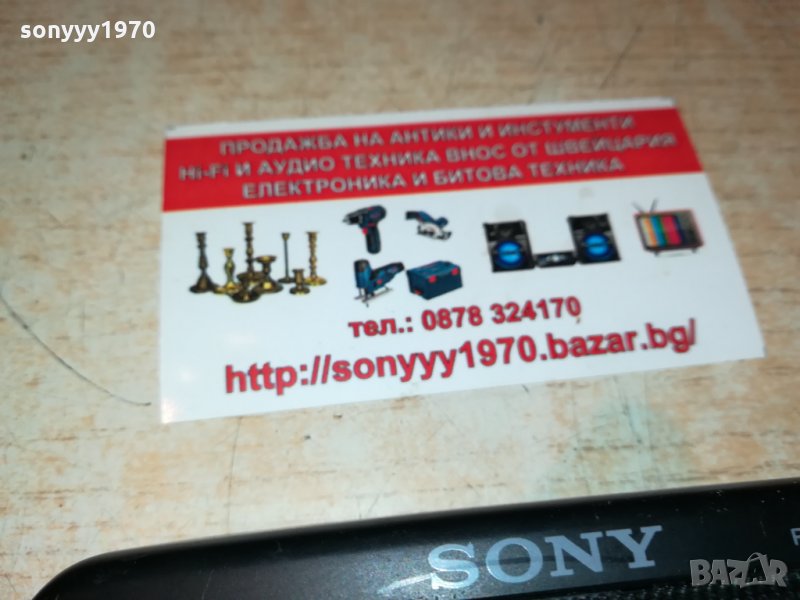 sonyyy1970
ПРОДАЖБА НА АНТИКИ И ИНСТУМЕНТИ
Hi-Fi И АУДИО ТЕХНИКА ВНОС ОТ ШВЕЙЦАРИЯ
ЕЛЕКТРОНИКА И БИТОВА ТЕХНИКА
тел.: 0878 324170
http://sonyyy1970.bazar.bg/
SONY
BAZAR